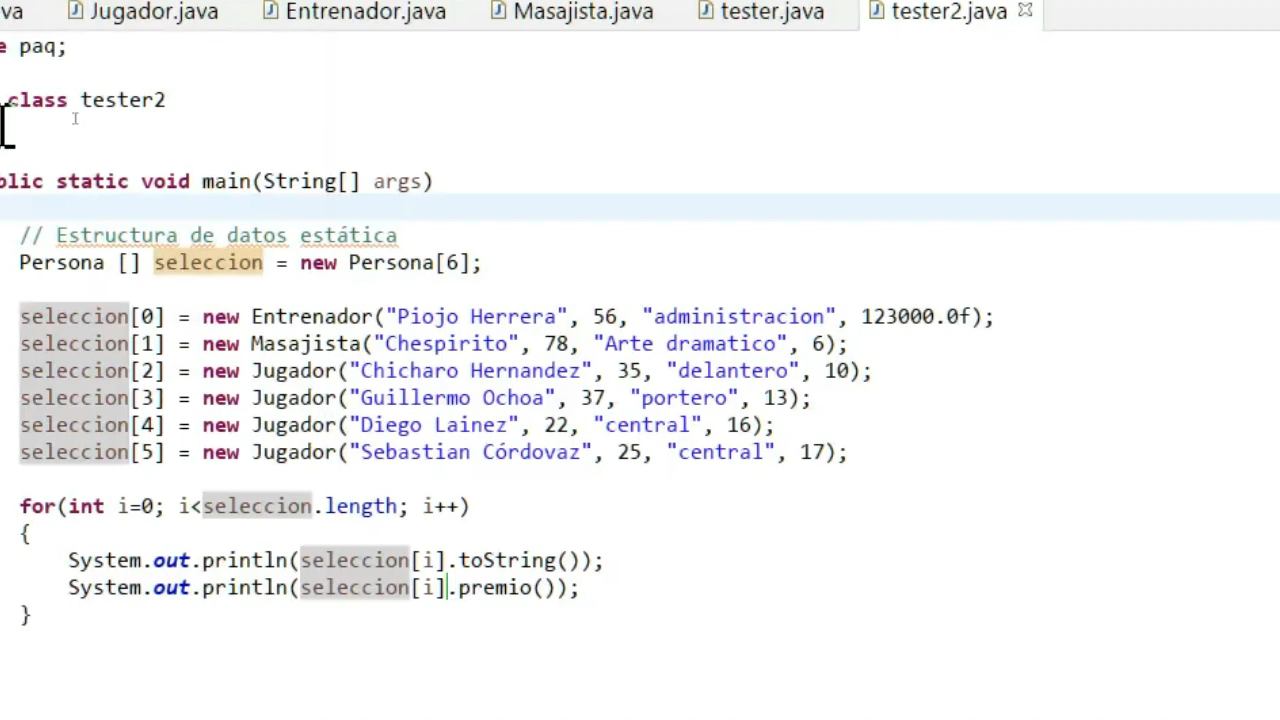 va Jugador.java Entrenador.java Masajista.java tester.java tester2.java
e paq;
class tester2
blic static void main(String[] args)
// Estructura de datos estática
Persona [] seleccion = new Persona[6];
seleccion[0] = new Entrenador("Piojo Herrera", 56, "administracion", 123000.0f);
seleccion[1] = new Masajista("Chespirito", 78, "Arte dramatico", 6);
seleccion[2] = new Jugador("Chicharo Hernandez", 35, "delantero", 10);
seleccion[3] = new Jugador("Guillermo Ochoa", 37, "portero", 13);
seleccion[4] = new Jugador("Diego Lainez", 22, "central", 16);
seleccion[5] = new Jugador("Sebastian Córdovaz", 25, "central", 17);
for(int i=0; i<seleccion.length; i++)
{
System.out.println(seleccion[i].toString());
System.out.println(seleccion[i].premio());
}